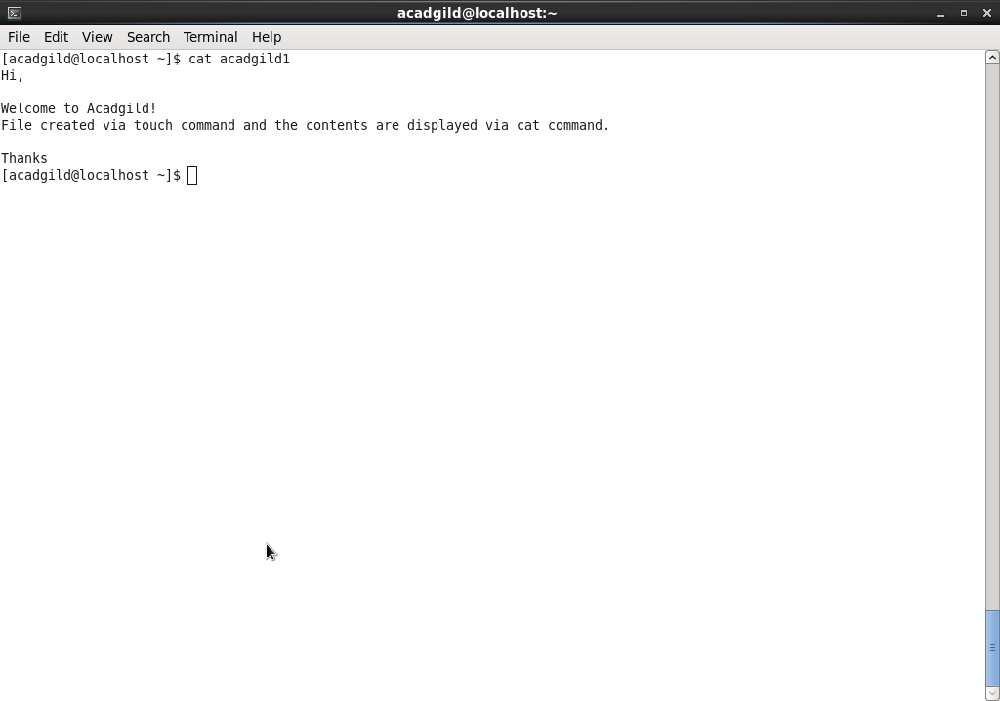 acadgild@localhost:~
File Edit View Search Terminal Help
[acadgild@localhost ~]$ cat acadgild1
Hi,
Welcome to Acadgild!
File created via touch command and the contents are displayed via cat command.
Thanks
[acadgild@localhost ~]$